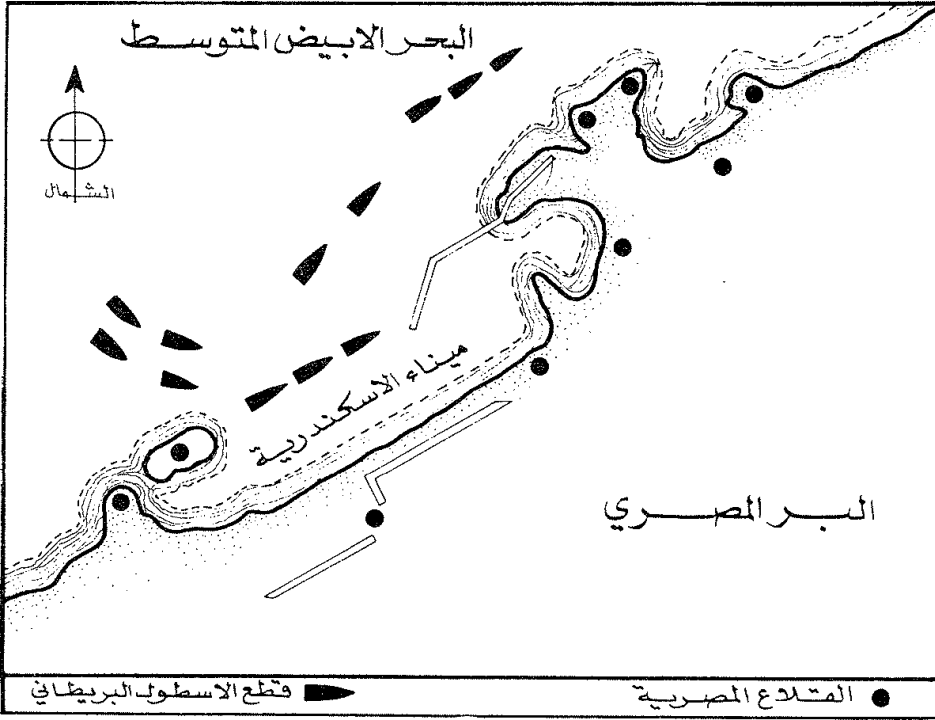 البحر الابيض المتوسط
الشمال
ميناء الاسكندرية
البر المصري
القلاع المصرية
قطع الاسطول البريطاني